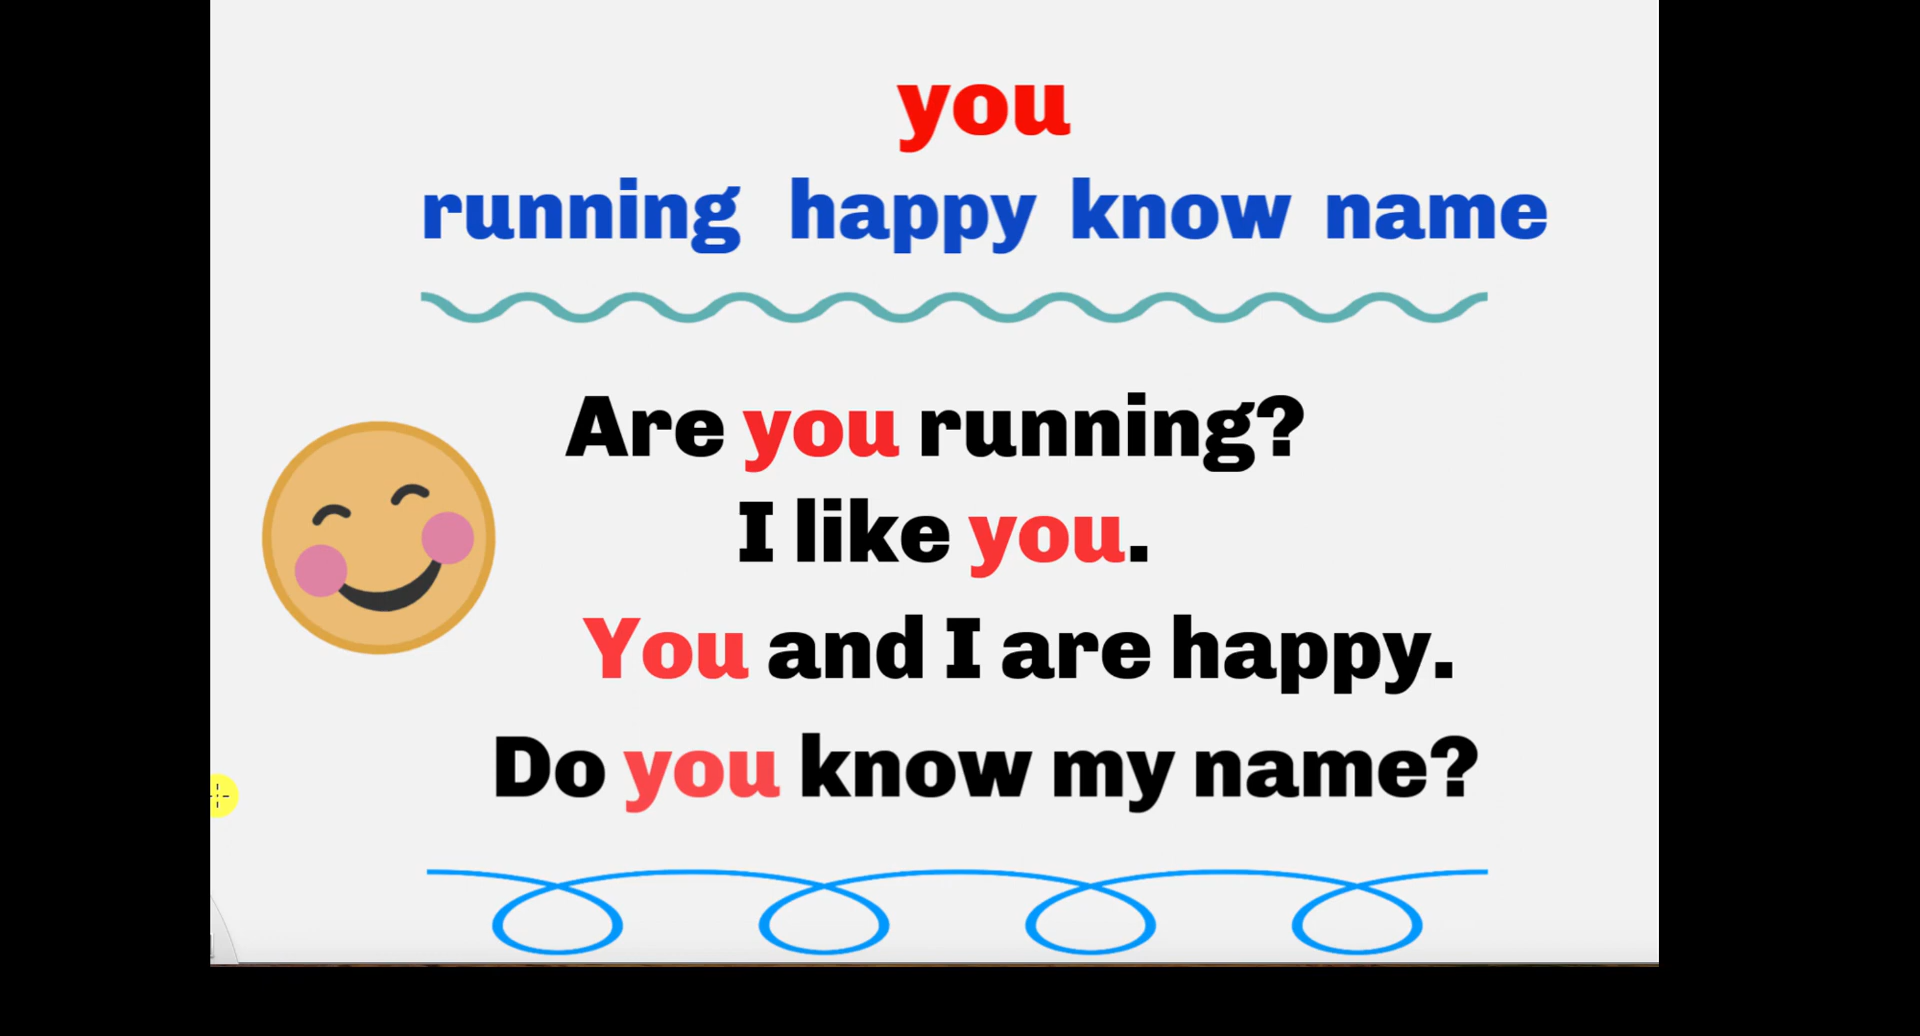 you
running happy know name
Are you running?
I like you.
You and I are happy.
Do you know my name?